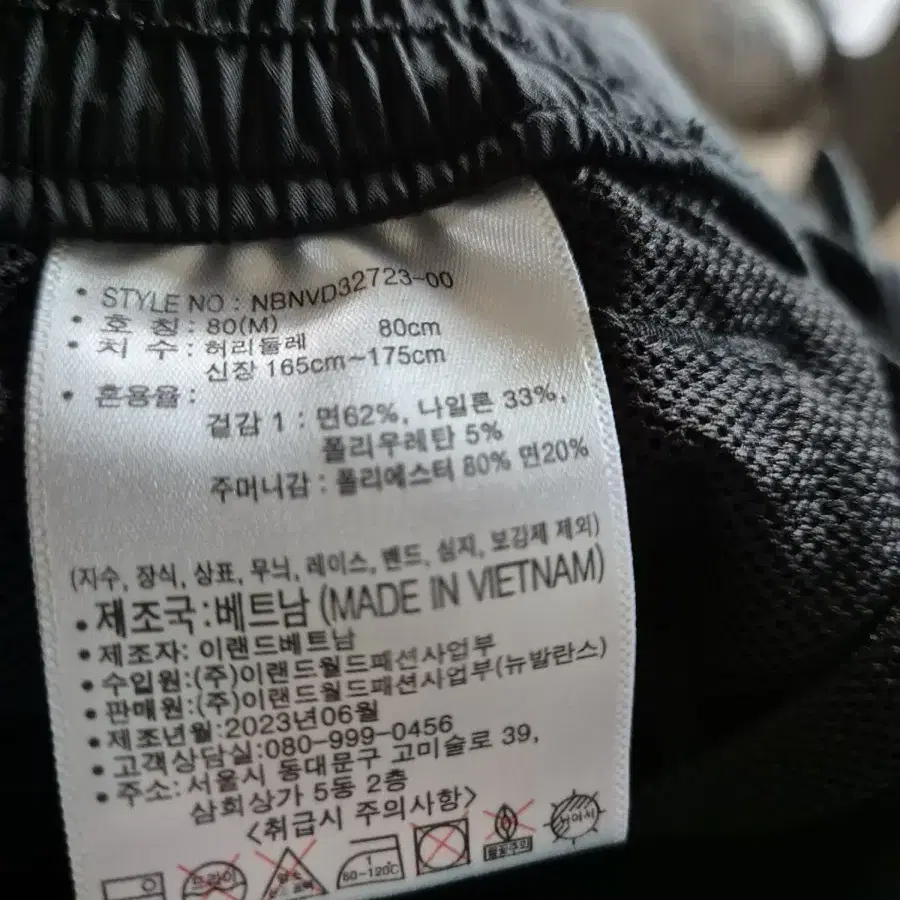 • STYLE NO : NBNVD32723-00
• 호 칭 : 80(M)
• 치 수 : 허리둘레 80cm
신장 165cm~175cm
• 혼용율 :
겉감 1 : 면62%, 나일론 33%,
폴리우레탄 5%
주머니감 : 폴리에스터 80% 면20%
(자수, 장식, 상표, 무늬, 레이스, 밴드, 심지, 보강제 제외)
• 제조국:베트남 (MADE IN VIETNAM)
• 제조자: 이랜드베트남
• 수입원:(주)이랜드월드패션사업부
• 판매원:(주)이랜드월드패션사업부(뉴발란스)
• 제조년월:2023년06월
• 고객상담실:080-999-0456
• 주소:서울시 동대문구 고미술로 39,
삼희상가 5동 2층
<취급시 주의사항>
드라이
1
80~120℃